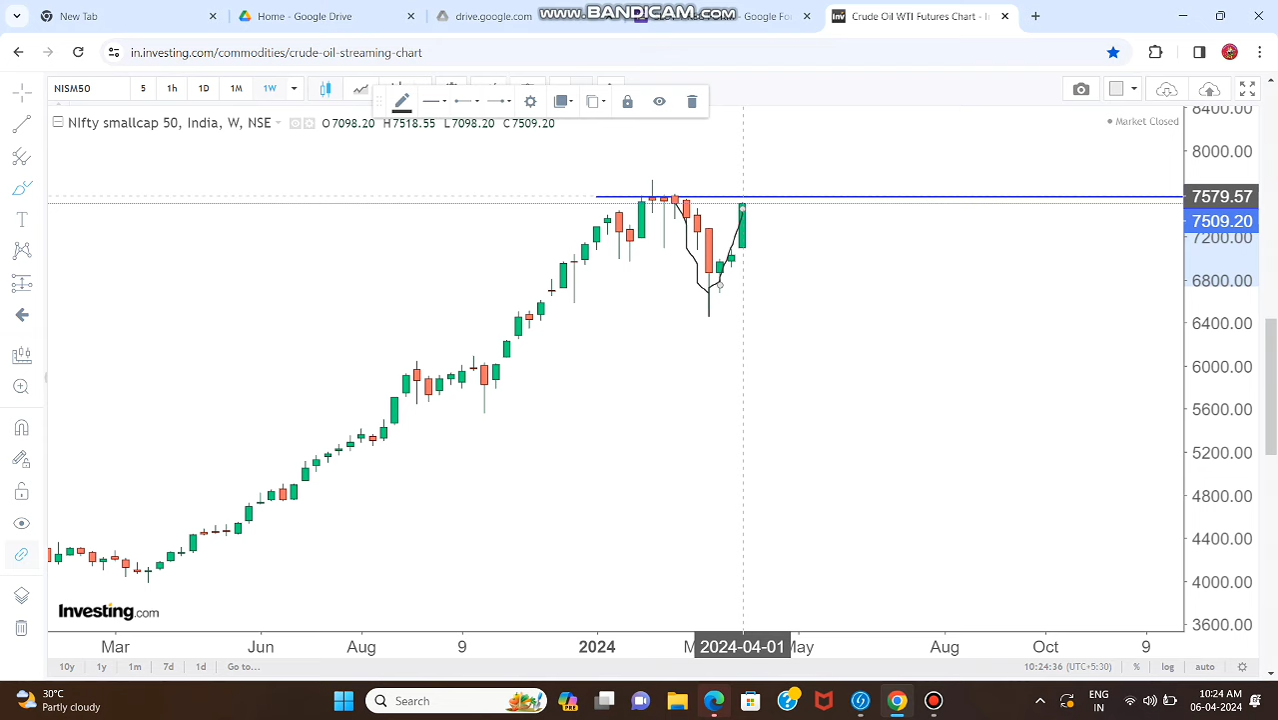 New Tab
Home - Google Drive
drive.google.com
www.BANDICAM.com
- Google Fo
Crude Oil WTI Futures Chart - I
in.investing.com/commodities/crude-oil-streaming-chart
NISM50 5 1h 1D 1M 1W
Nifty smallcap 50, India, W, NSE O7098.20 H7518.55 L7098.20 C7509.20
Market Closed
8400.00
8000.00
7579.57
7509.20
7200.00
6800.00
6400.00
6000.00
5600.00
5200.00
4800.00
4400.00
4000.00
3600.00
Investing.com
Mar Jun Aug 9 2024 M 2024-04-01 May Aug Oct 9
10y 1y 1m 7d 1d Go to... 10:24:36 (UTC+5:30) % log auto
30°C
Partly cloudy
Search
PRE
ENG
IN
10:24 AM
06-04-2024